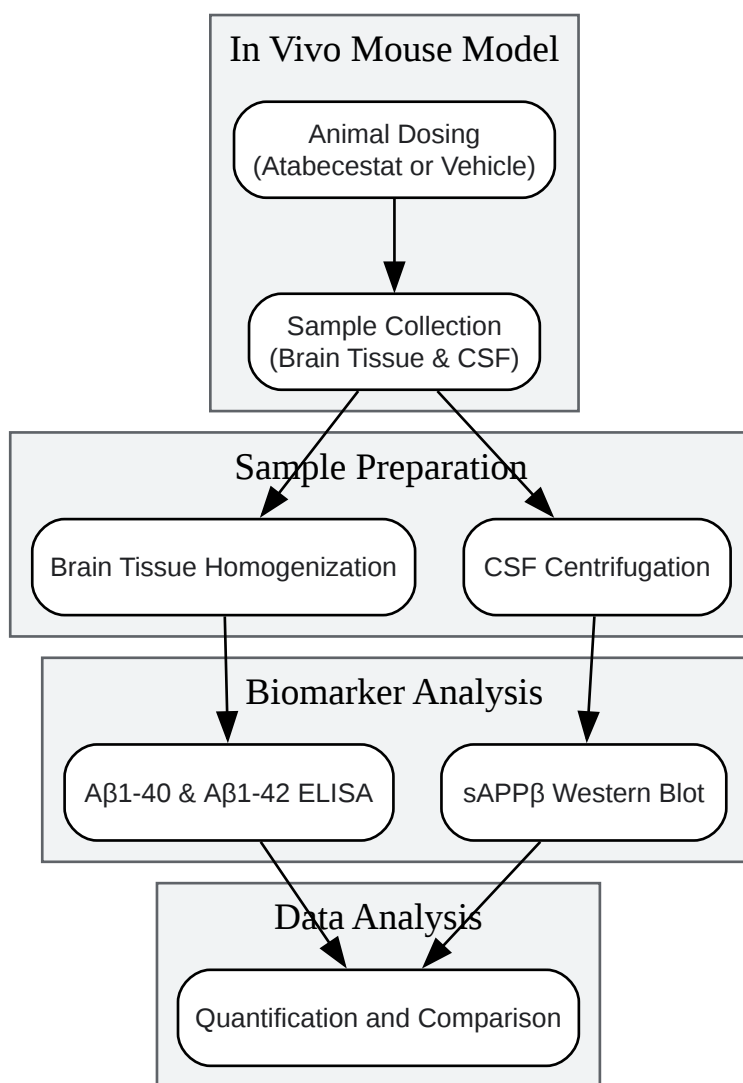 In Vivo Mouse Model
Animal Dosing
(Atabecestat or Vehicle)
Sample Collection
(Brain Tissue & CSF)
Sample Preparation
Brain Tissue Homogenization
CSF Centrifugation
Biomarker Analysis
Aβ1-40 & Aβ1-42 ELISA
sAPPβ Western Blot
Data Analysis
Quantification and Comparison